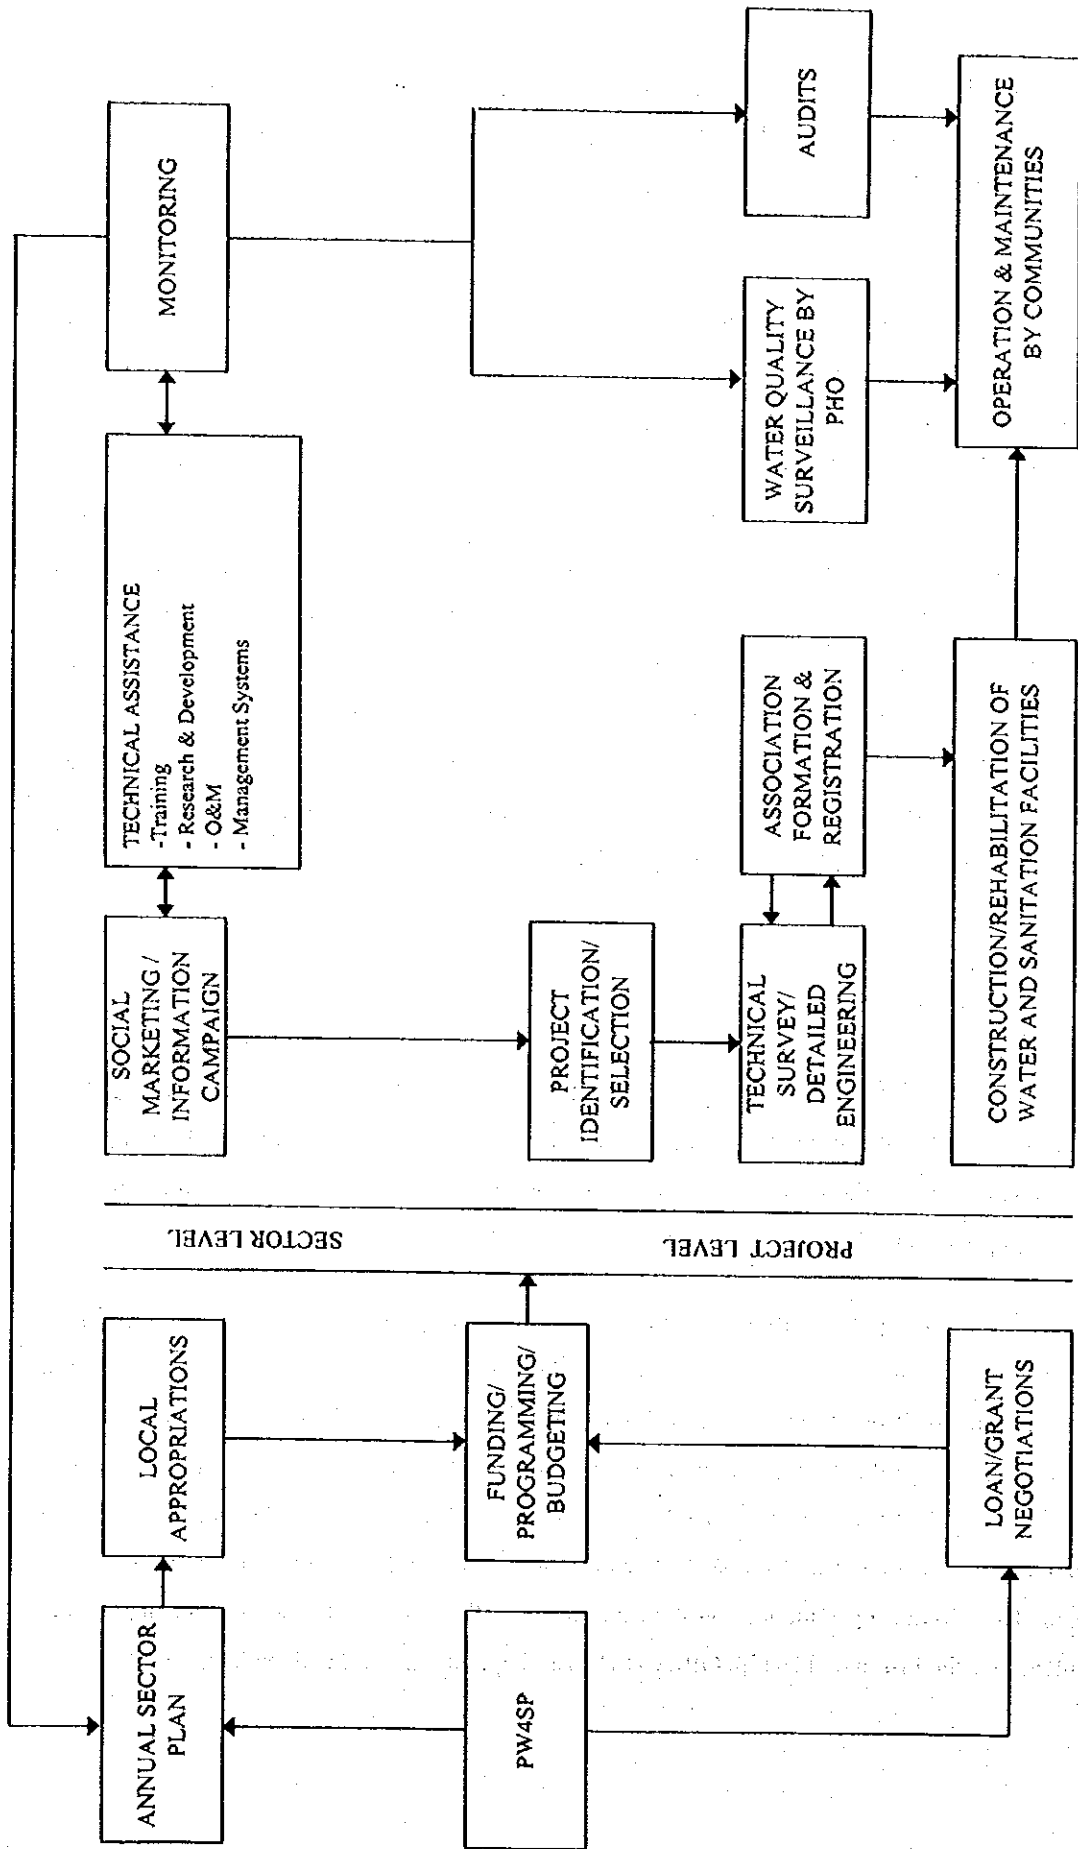 ANNUAL SECTOR
PLAN
LOCAL
APPROPRIATIONS
PW4SP
FUNDING/
PROGRAMMING/
BUDGETING
LOAN/GRANT
NEGOTIATIONS
SECTOR LEVEL
PROJECT LEVEL
SOCIAL
MARKETING /
INFORMATION
CAMPAIGN
TECHNICAL ASSISTANCE
-Training
- Research & Development
- O&M
- Management Systems
MONITORING
PROJECT
IDENTIFICATION/
SELECTION
TECHNICAL
SURVEY/
DETAILED
ENGINEERING
ASSOCIATION
FORMATION &
REGISTRATION
WATER QUALITY
SURVEILLANCE BY
PHO
AUDITS
CONSTRUCTION/REHABILITATION OF
WATER AND SANITATION FACILITIES
OPERATION & MAINTENANCE
BY COMMUNITIES